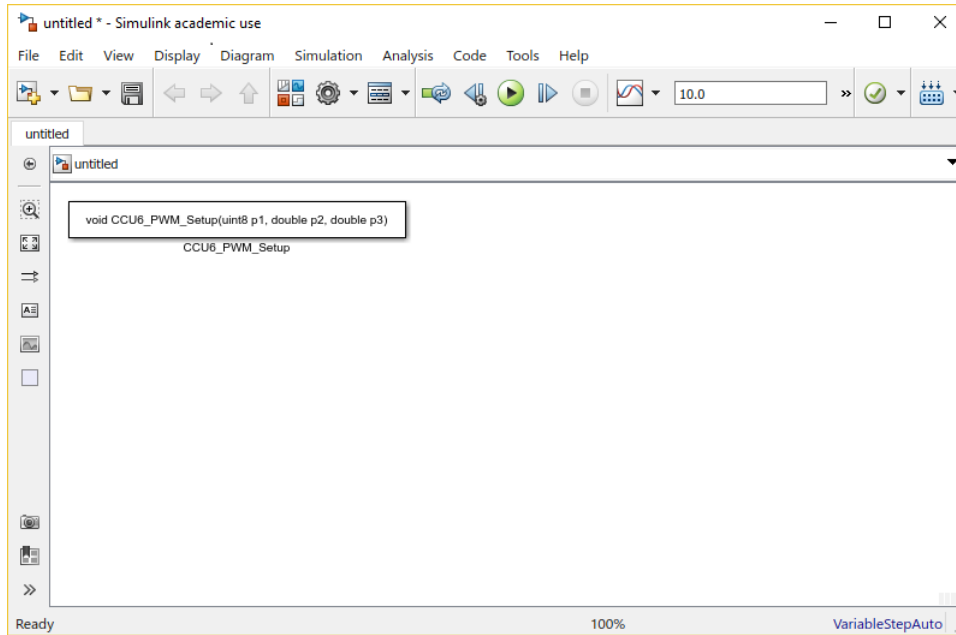 untitled * - Simulink academic use
File Edit View Display Diagram Simulation Analysis Code Tools Help
10.0 »
untitled
untitled
void CCU6_PWM_Setup(uint8 p1, double p2, double p3)
CCU6_PWM_Setup
Ready 100% VariableStepAuto